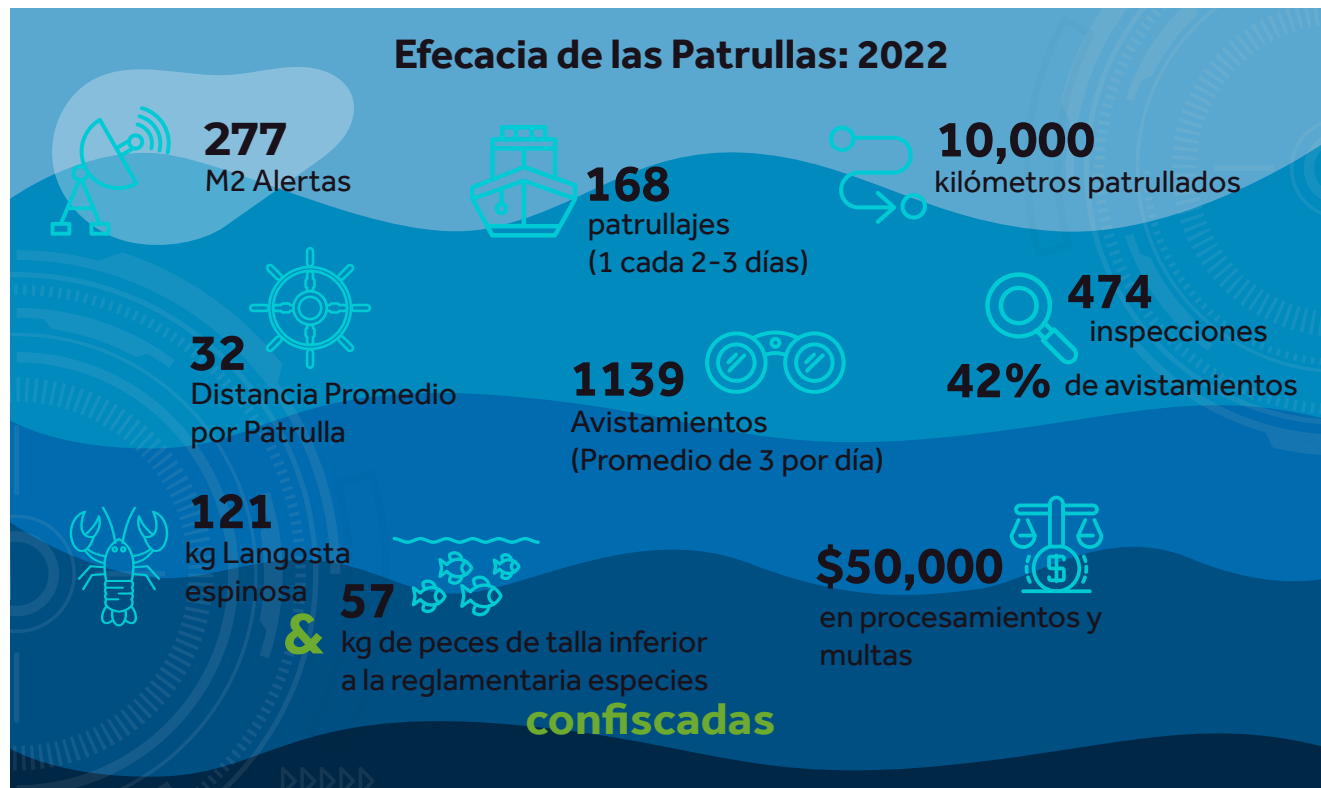 Efecacia de las Patrullas: 2022
277
M2 Alertas
168
patrullajes
(1 cada 2-3 días)
10,000
kilómetros patrullados
32
Distancia Promedio
por Patrulla
1139
Avistamientos
(Promedio de 3 por día)
474
inspecciones
42% de avistamientos
121
kg Langosta
espinosa
&
57
kg de peces de talla inferior
a la reglamentaria especies
confiscadas
$50,000
en procesamientos y
multas